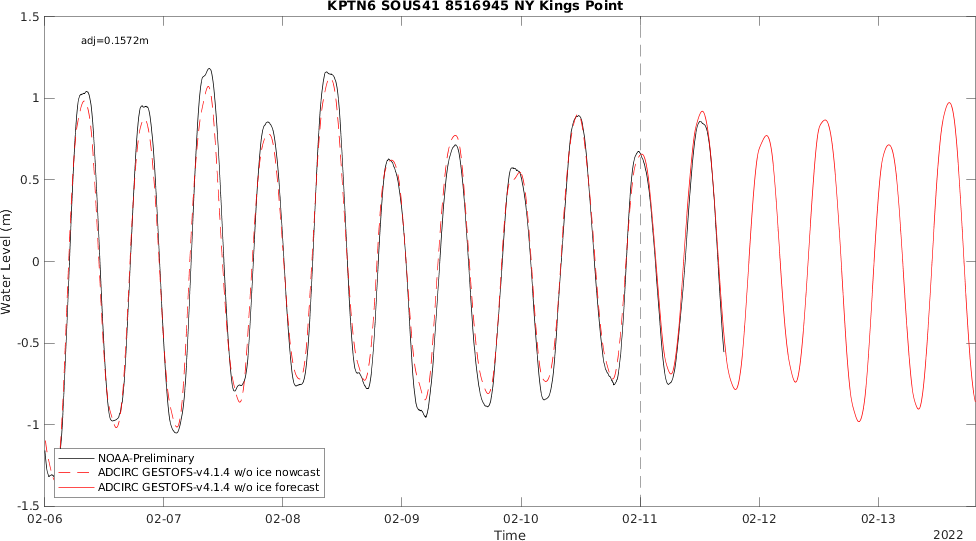 KPTN6 SOUS41 8516945 NY Kings Point
adj=0.1572m
1.5
1
0.5
0
-0.5
-1
-1.5
Water Level (m)
NOAA-Preliminary
ADCIRC GESTOFS-v4.1.4 w/o ice nowcast
ADCIRC GESTOFS-v4.1.4 w/o ice forecast
02-06 02-07 02-08 02-09 02-10 02-11 02-12 02-13
Time
2022